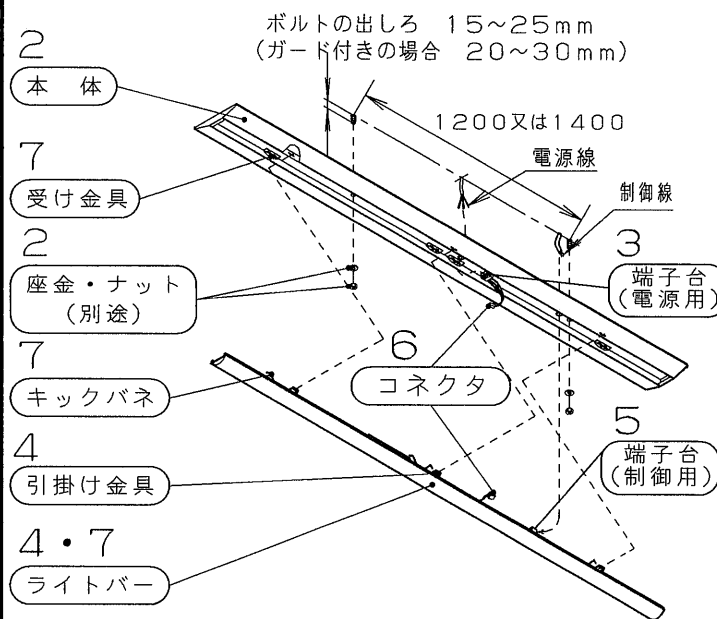 ボルトの出しろ 15~25mm
(ガード付きの場合 20~30mm)
2
本 体
1200又は1400
電源線
7
受け金具
制御線
3
端子台
(電源用)
2
座金・ナット
(別途)
7
キックバネ
6
コネクタ
5
端子台
(制御用)
4
引掛け金具
4・7
ライトバー